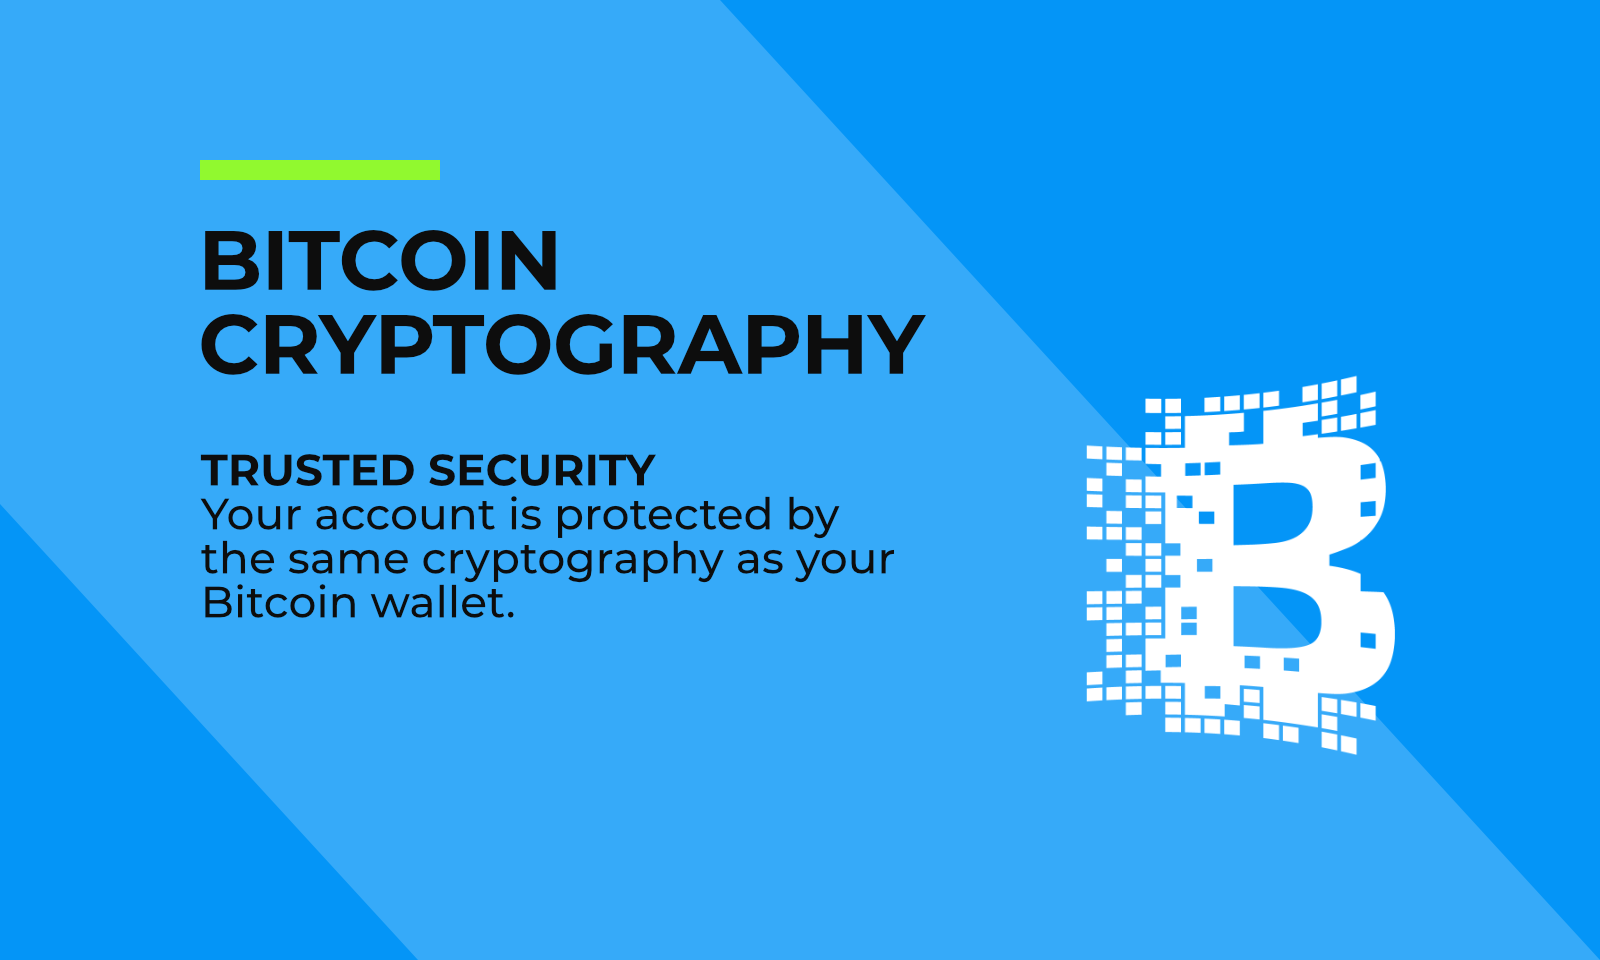 BITCOIN
CRYPTOGRAPHY
TRUSTED SECURITY
Your account is protected by
the same cryptography as your
Bitcoin wallet.